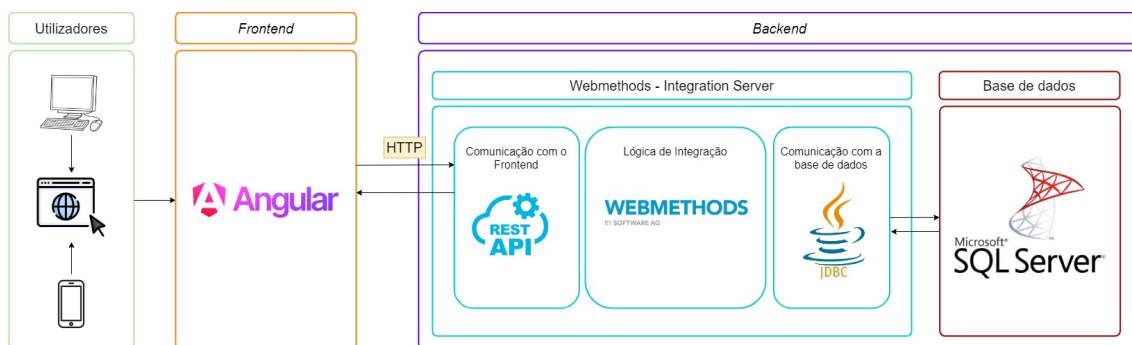 Utilizadores
Frontend
Backend
Webmethods - Integration Server
Base de dados
HTTP
Comunicação com o
Frontend
Lógica de Integração
Comunicação com a
base de dados
Angular
REST
API
WEBMETHODS
BY SOFTWARE AG
JDBC
Microsoft®
SQL Server®